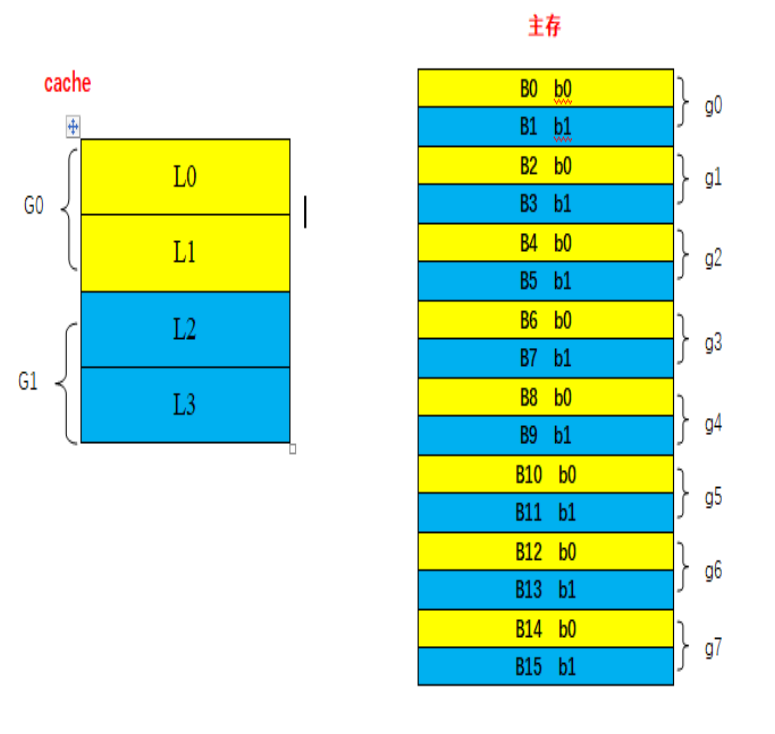 主存
cache
G0
L0
L1
G1
L2
L3
B0 b0
B1 b1
g0
B2 b0
B3 b1
g1
B4 b0
B5 b1
g2
B6 b0
B7 b1
g3
B8 b0
B9 b1
g4
B10 b0
B11 b1
g5
B12 b0
B13 b1
g6
B14 b0
B15 b1
g7